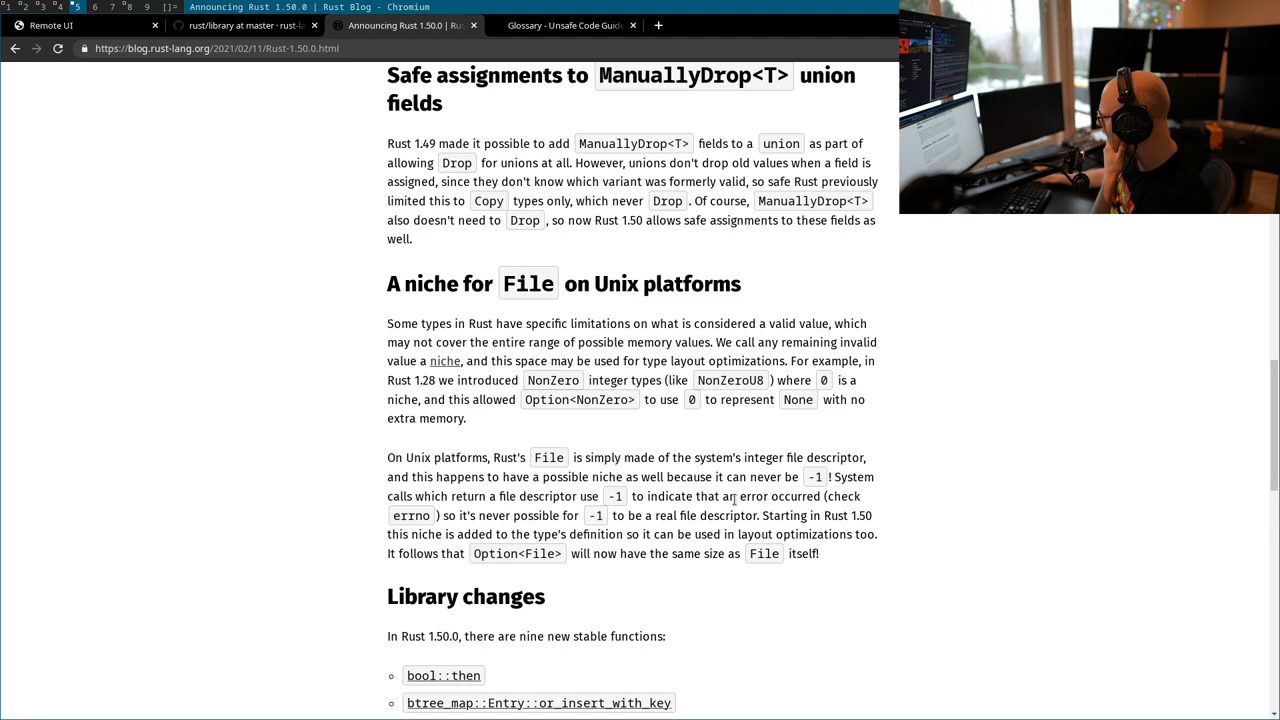 1 2 3 4 5 6 7 8 9 []= Announcing Rust 1.50.0 | Rust Blog - Chromium
Remote UI
rust/library at master · rust-la
Announcing Rust 1.50.0 | Rus
Glossary - Unsafe Code Guide
https://blog.rust-lang.org/ /11/Rust-1.50.0.html
Safe assignments to ManuallyDrop<T> union
fields
Rust 1.49 made it possible to add ManuallyDrop<T> fields to a union as part of
allowing Drop for unions at all. However, unions don't drop old values when a field is
assigned, since they don't know which variant was formerly valid, so safe Rust previously
limited this to Copy types only, which never Drop. Of course, ManuallyDrop<T>
also doesn't need to Drop, so now Rust 1.50 allows safe assignments to these fields as
well.
A niche for File on Unix platforms
Some types in Rust have specific limitations on what is considered a valid value, which
may not cover the entire range of possible memory values. We call any remaining invalid
value a niche, and this space may be used for type layout optimizations. For example, in
Rust 1.28 we introduced NonZero integer types (like NonZeroU8) where 0 is a
niche, and this allowed Option<NonZero> to use 0 to represent None with no
extra memory.
On Unix platforms, Rust's File is simply made of the system's integer file descriptor,
and this happens to have a possible niche as well because it can never be -1! System
calls which return a file descriptor use -1 to indicate that an error occurred (check
errno) so it's never possible for -1 to be a real file descriptor. Starting in Rust 1.50
this niche is added to the type's definition so it can be used in layout optimizations too.
It follows that Option<File> will now have the same size as File itself!
Library changes
In Rust 1.50.0, there are nine new stable functions:
bool::then
btree_map::Entry::or_insert_with_key